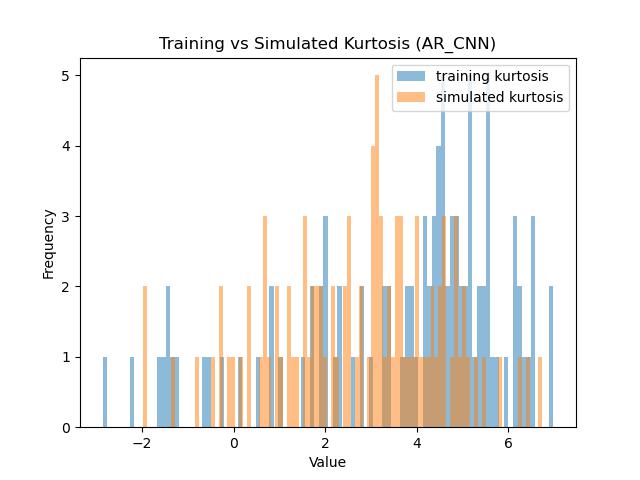 Training vs Simulated Kurtosis (AR_CNN)
training kurtosis
simulated kurtosis
5
4
3
2
1
0
Frequency
−2
0
2
4
6
Value